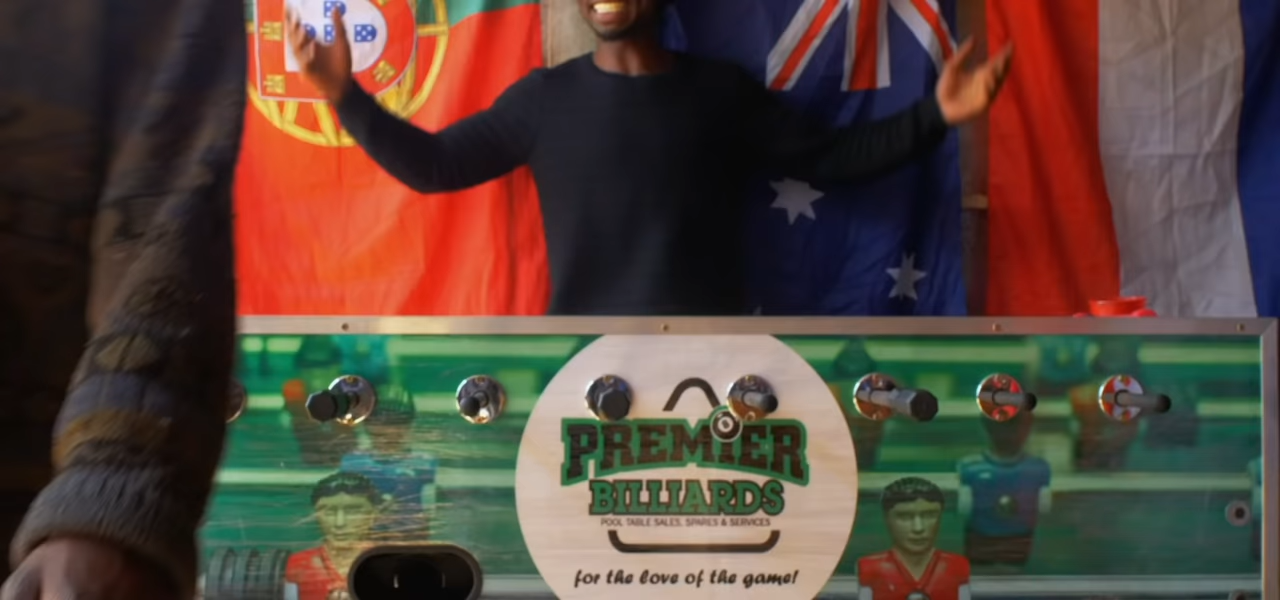 PREMIER
BILLIARDS
POOL TABLE SALES, SPARES & SERVICES
for the love of the game!